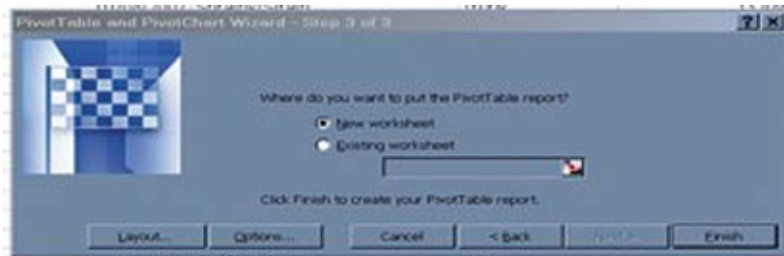 PivotTable and PivotChart Wizard - Step 3 of 3
Where do you want to put the PivotTable report?
New worksheet
Existing worksheet
Click Finish to create your PivotTable report.
Layout... Options... Cancel < Back Next > Finish